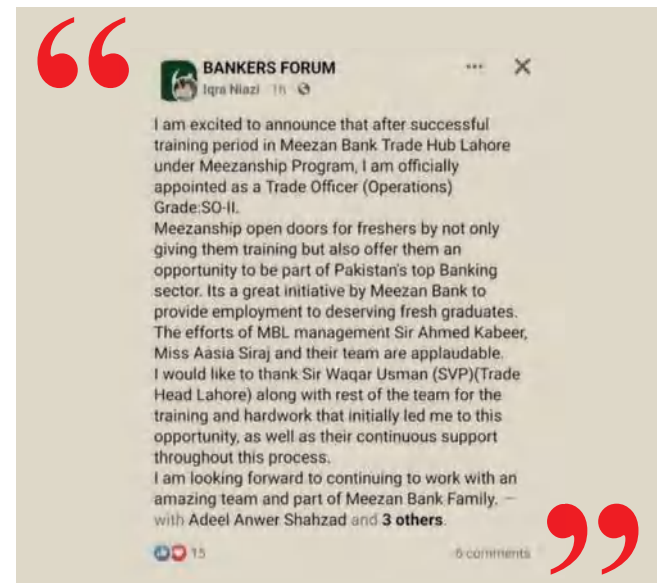 BANKERS FORUM
Iqra Niazi 1h
I am excited to announce that after successful
training period in Meezan Bank Trade Hub Lahore
under Meezanship Program, I am officially
appointed as a Trade Officer (Operations)
Grade:SO-II.
Meezanship open doors for freshers by not only
giving them training but also offer them an
opportunity to be part of Pakistan's top Banking
sector. Its a great initiative by Meezan Bank to
provide employment to deserving fresh graduates.
The efforts of MBL management Sir Ahmed Kabeer,
Miss Aasia Siraj and their team are applaudable.
I would like to thank Sir Waqar Usman (SVP)(Trade
Head Lahore) along with rest of the team for the
training and hardwork that initially led me to this
opportunity, as well as their continuous support
throughout this process.
I am looking forward to continuing to work with an
amazing team and part of Meezan Bank Family. –
with Adeel Anwer Shahzad and 3 others.
15 6 comments